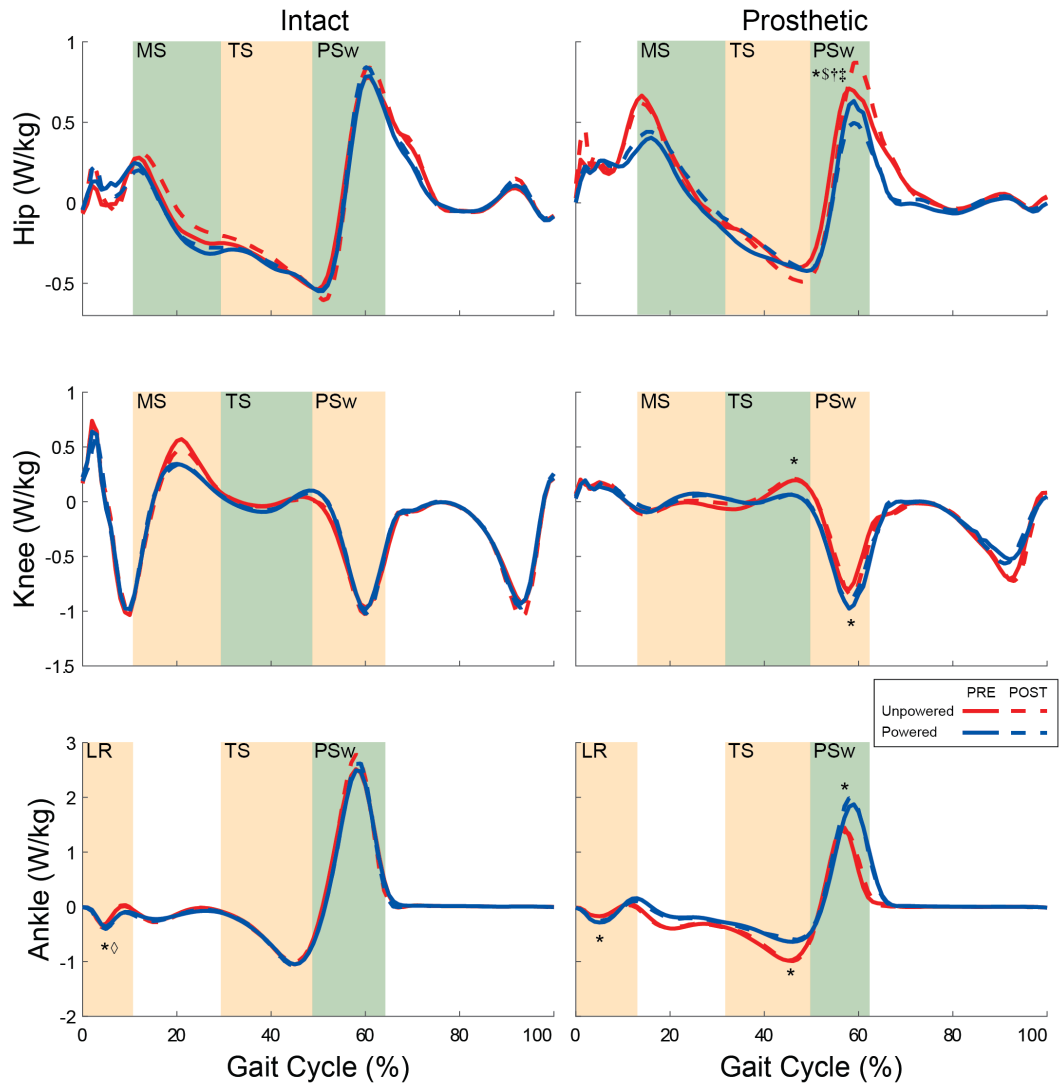 Intact
Prosthetic
MS TS PSw
MS TS PSw
*$†‡
Hip (W/kg)
1
0.5
0
-0.5
MS TS PSw
MS TS PSw
*
*
Knee (W/kg)
1
0.5
0
-0.5
-1
-1.5
PRE POST
Unpowered
Powered
LR TS PSw
LR TS PSw
*◊
*
*
*
Ankle (W/kg)
3
2
1
0
-1
-2
0 20 40 60 80 100
0 20 40 60 80 100
Gait Cycle (%)
Gait Cycle (%)